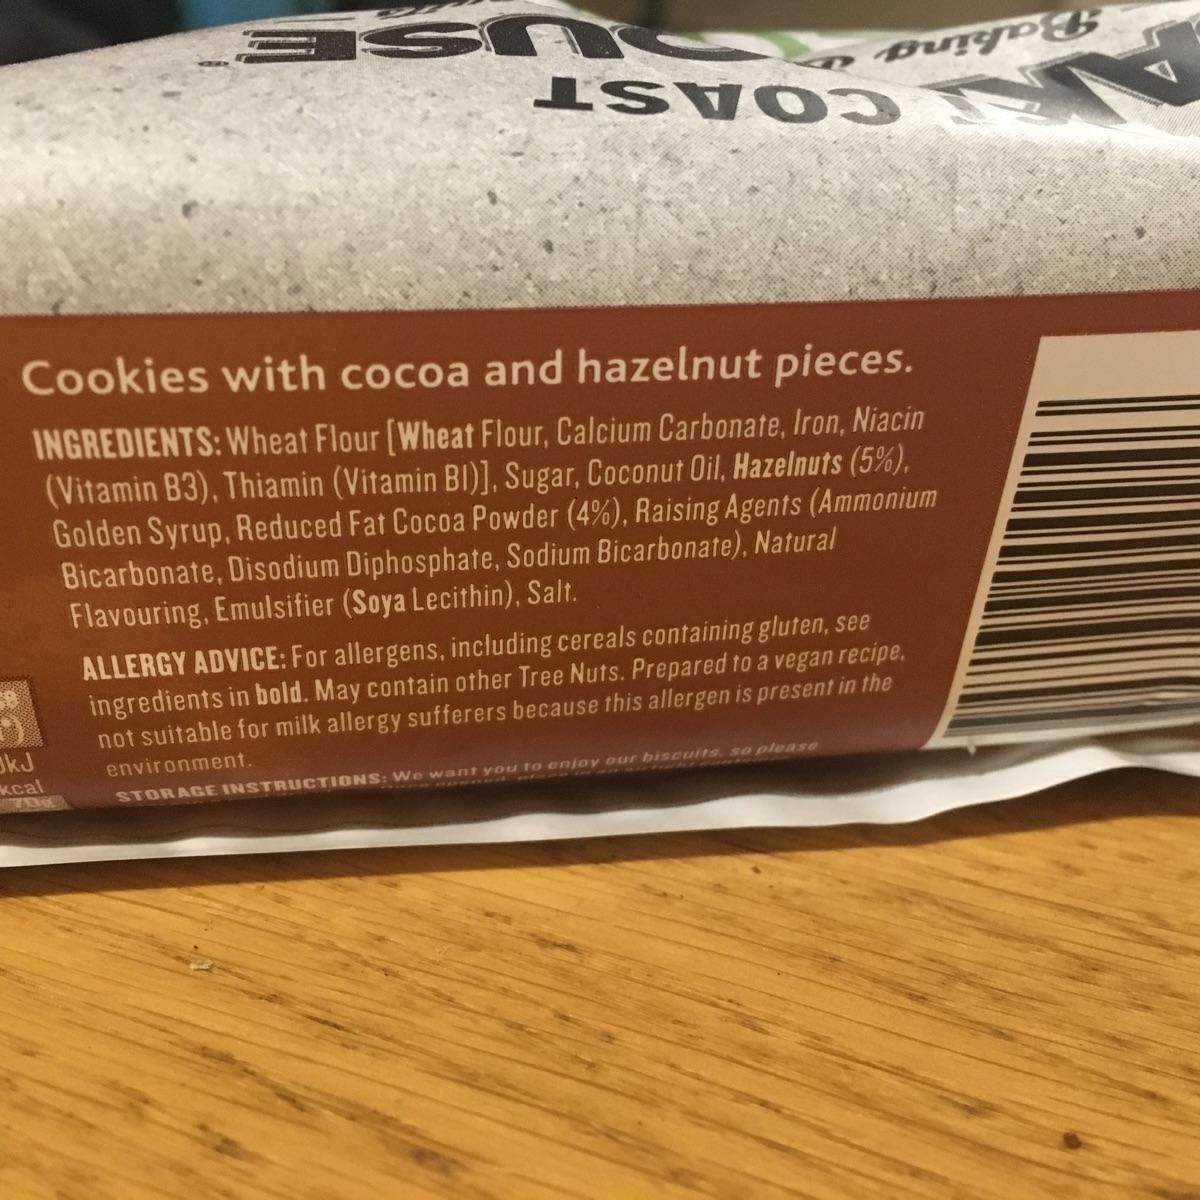 COAST
Baking
Cookies with cocoa and hazelnut pieces.
INGREDIENTS: Wheat Flour [Wheat Flour, Calcium Carbonate, Iron, Niacin
(Vitamin B3), Thiamin (Vitamin B1)], Sugar, Coconut Oil, Hazelnuts (5%),
Golden Syrup, Reduced Fat Cocoa Powder (4%), Raising Agents (Ammonium
Bicarbonate, Disodium Diphosphate, Sodium Bicarbonate), Natural
Flavouring, Emulsifier (Soya Lecithin), Salt.
ALLERGY ADVICE: For allergens, including cereals containing gluten, see
ingredients in bold. May contain other Tree Nuts. Prepared to a vegan recipe,
not suitable for milk allergy sufferers because this allergen is present in the
environment.
STORAGE INSTRUCTIONS: We want you to enjoy our biscuits, so please
kJ
kcal